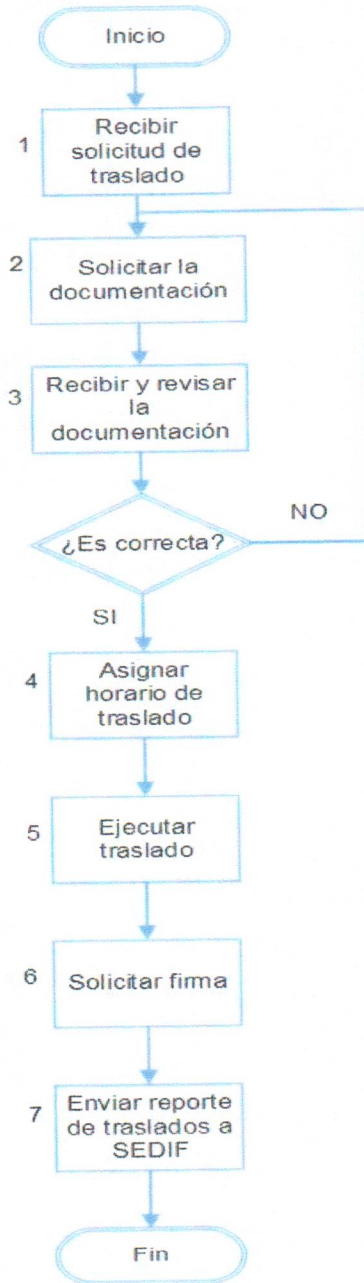 Inicio
1
Recibir
solicitud de
traslado
2
Solicitar la
documentación
3
Recibir y revisar
la
documentación
¿Es correcta?
NO
SI
4
Asignar
horario de
traslado
5
Ejecutar
traslado
6
Solicitar firma
7
Enviar reporte
de traslados a
SEDIF
Fin